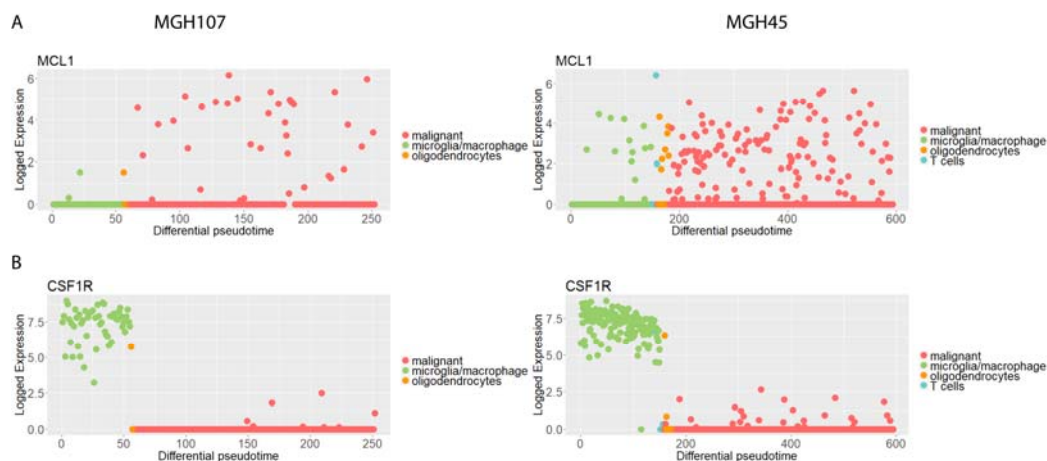 A MGH107 MGH45
MCL1
6
4
2
0
Logged Expression
0 50 100 150 200 250
Differential pseudotime
malignant
microglia/macrophage
oligodendrocytes
MCL1
6
4
2
0
Logged Expression
0 200 400 600
Differential pseudotime
malignant
microglia/macrophage
oligodendrocytes
T cells
B
CSF1R
7.5
5.0
2.5
0.0
Logged Expression
0 50 100 150 200 250
Differential pseudotime
malignant
microglia/macrophage
oligodendrocytes
CSF1R
7.5
5.0
2.5
0.0
Logged Expression
0 200 400 600
Differential pseudotime
malignant
microglia/macrophage
oligodendrocytes
T cells